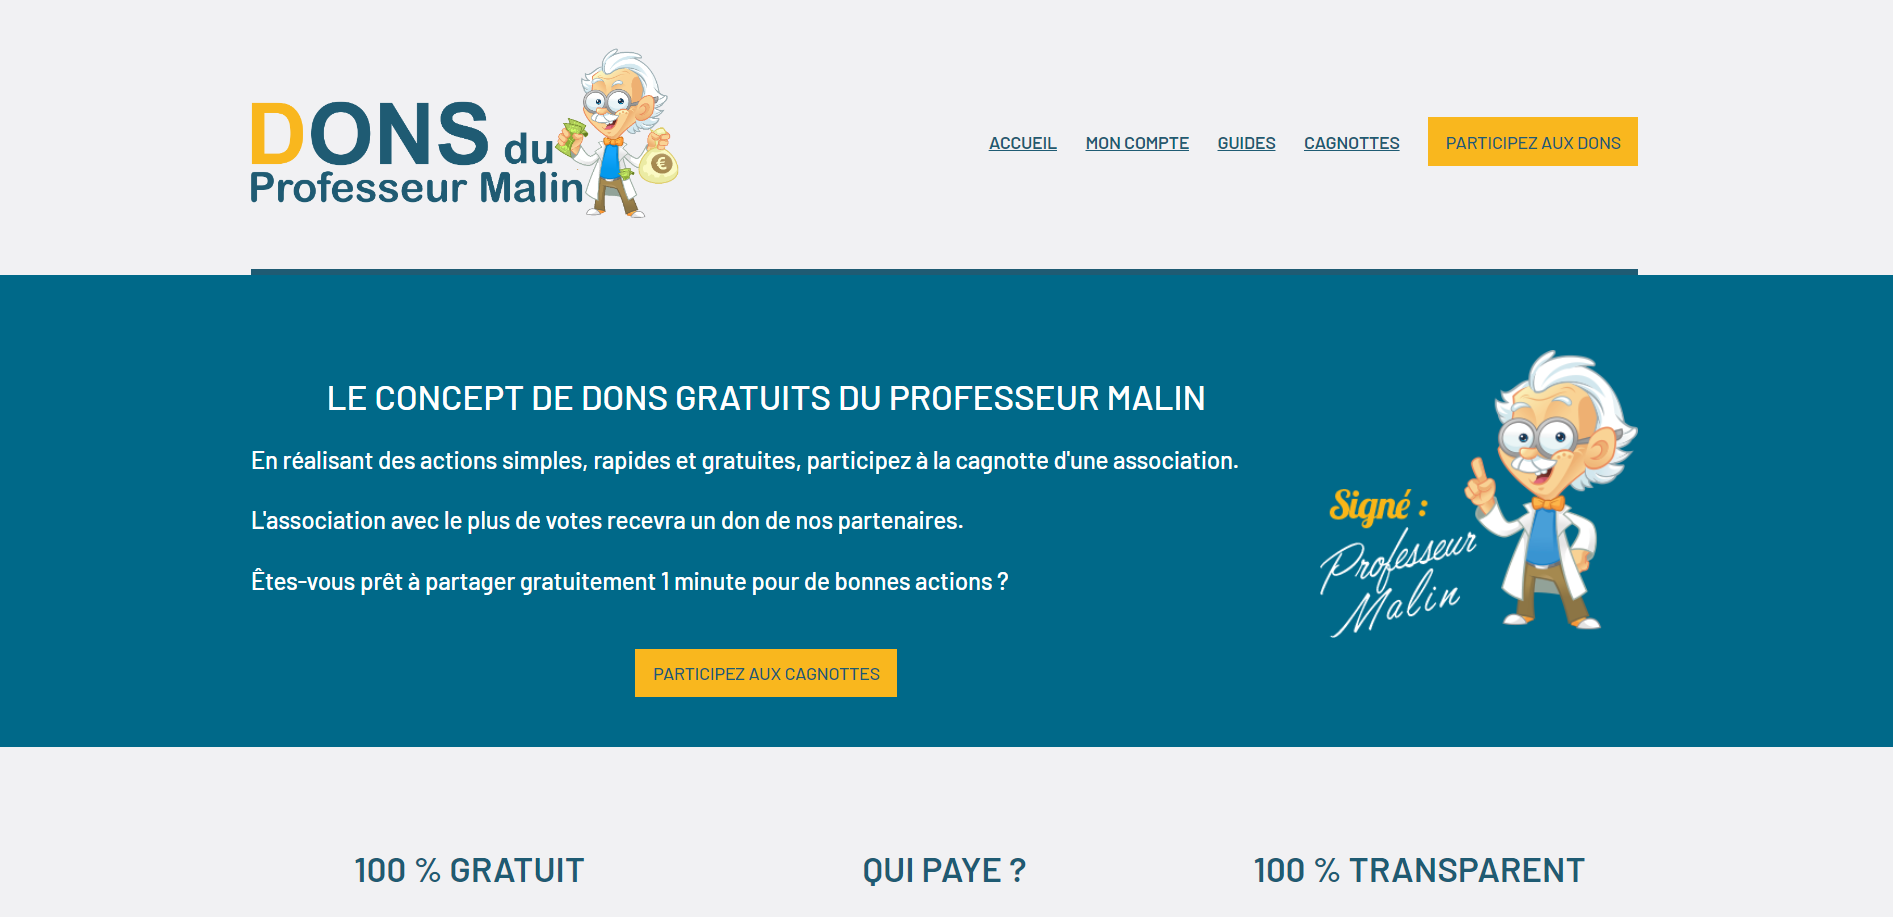 DONS du
Professeur Malin
€
ACCUEIL MON COMPTE GUIDES CAGNOTTES PARTICIPEZ AUX DONS
LE CONCEPT DE DONS GRATUITS DU PROFESSEUR MALIN
En réalisant des actions simples, rapides et gratuites, participez à la cagnotte d'une association.
L'association avec le plus de votes recevra un don de nos partenaires.
Êtes-vous prêt à partager gratuitement 1 minute pour de bonnes actions ?
PARTICIPEZ AUX CAGNOTTES
Signé :
Professeur
Malin
100 % GRATUIT
QUI PAYE ?
100 % TRANSPARENT